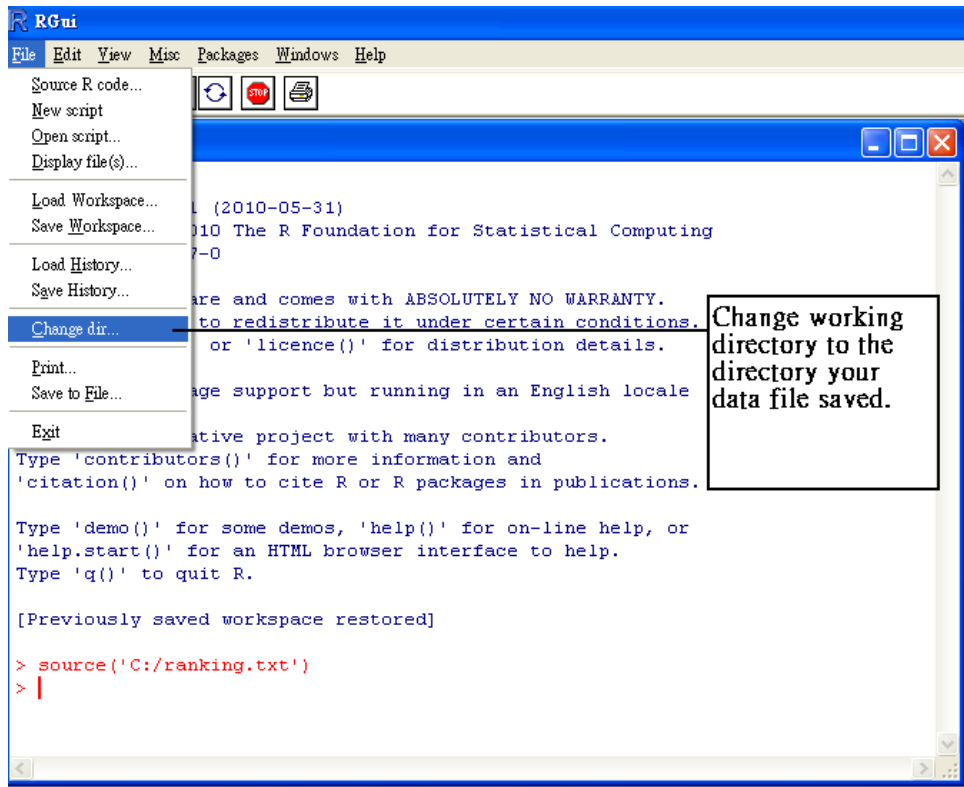 RGui
File Edit View Misc Packages Windows Help
Source R code...
New script
Open script...
Display file(s)...
Load Workspace...
Save Workspace...
Load History...
Save History...
Change dir...
Print...
Save to File...
Exit
STOP
(2010-05-31)
The R Foundation for Statistical Computing
-0
and comes with ABSOLUTELY NO WARRANTY.
to redistribute it under certain conditions.
or 'licence()' for distribution details.
support but running in an English locale
project with many contributors.
Type 'contributors()' for more information and
'citation()' on how to cite R or R packages in publications.
Type 'demo()' for some demos, 'help()' for on-line help, or
'help.start()' for an HTML browser interface to help.
Type 'q()' to quit R.
[Previously saved workspace restored]
> source('C:/ranking.txt')
>
Change working
directory to the
directory your
data file saved.